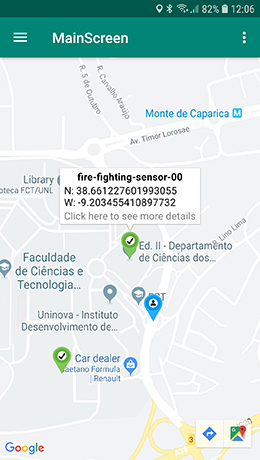 82% 12:06
MainScreen
R. 5 de Outubro
R. Carvalho Araújo
Monte de Caparica M
Av. Timor Lorosae
Library
oteca FCT/UNL
fire-fighting-sensor-00
N: 38.661227601993055
W: -9.203455410897732
Click here to see more details
R. Lino Lima
Faculdade
de Ciências e
Tecnologia...
Ed. II - Departamento
de Ciências dos...
Uninova - Instituto
Desenvolvimento de...
Car dealer
aetano Formula
| Renault
3
Google